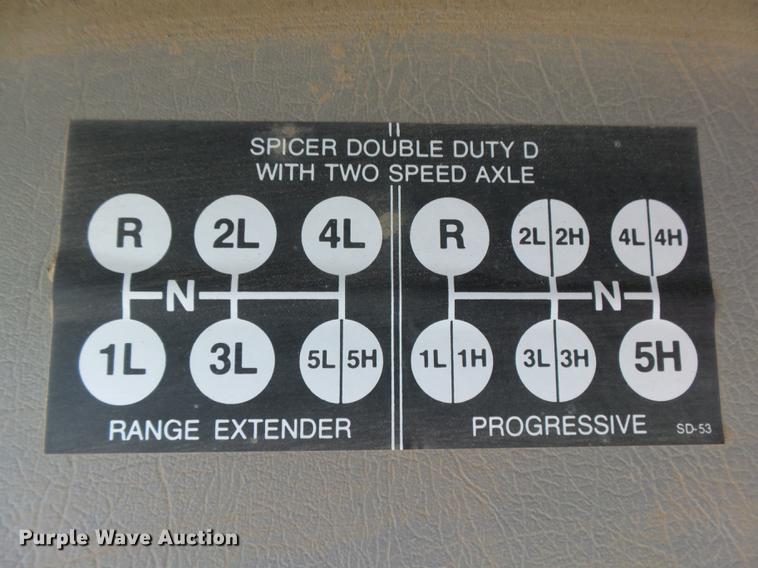 SPICER DOUBLE DUTY D
WITH TWO SPEED AXLE
R 2L 4L
N
1L 3L 5L 5H
RANGE EXTENDER
R 2L 2H 4L 4H
N
1L 1H 3L 3H 5H
PROGRESSIVE
SD-53
Purple Wave Auction